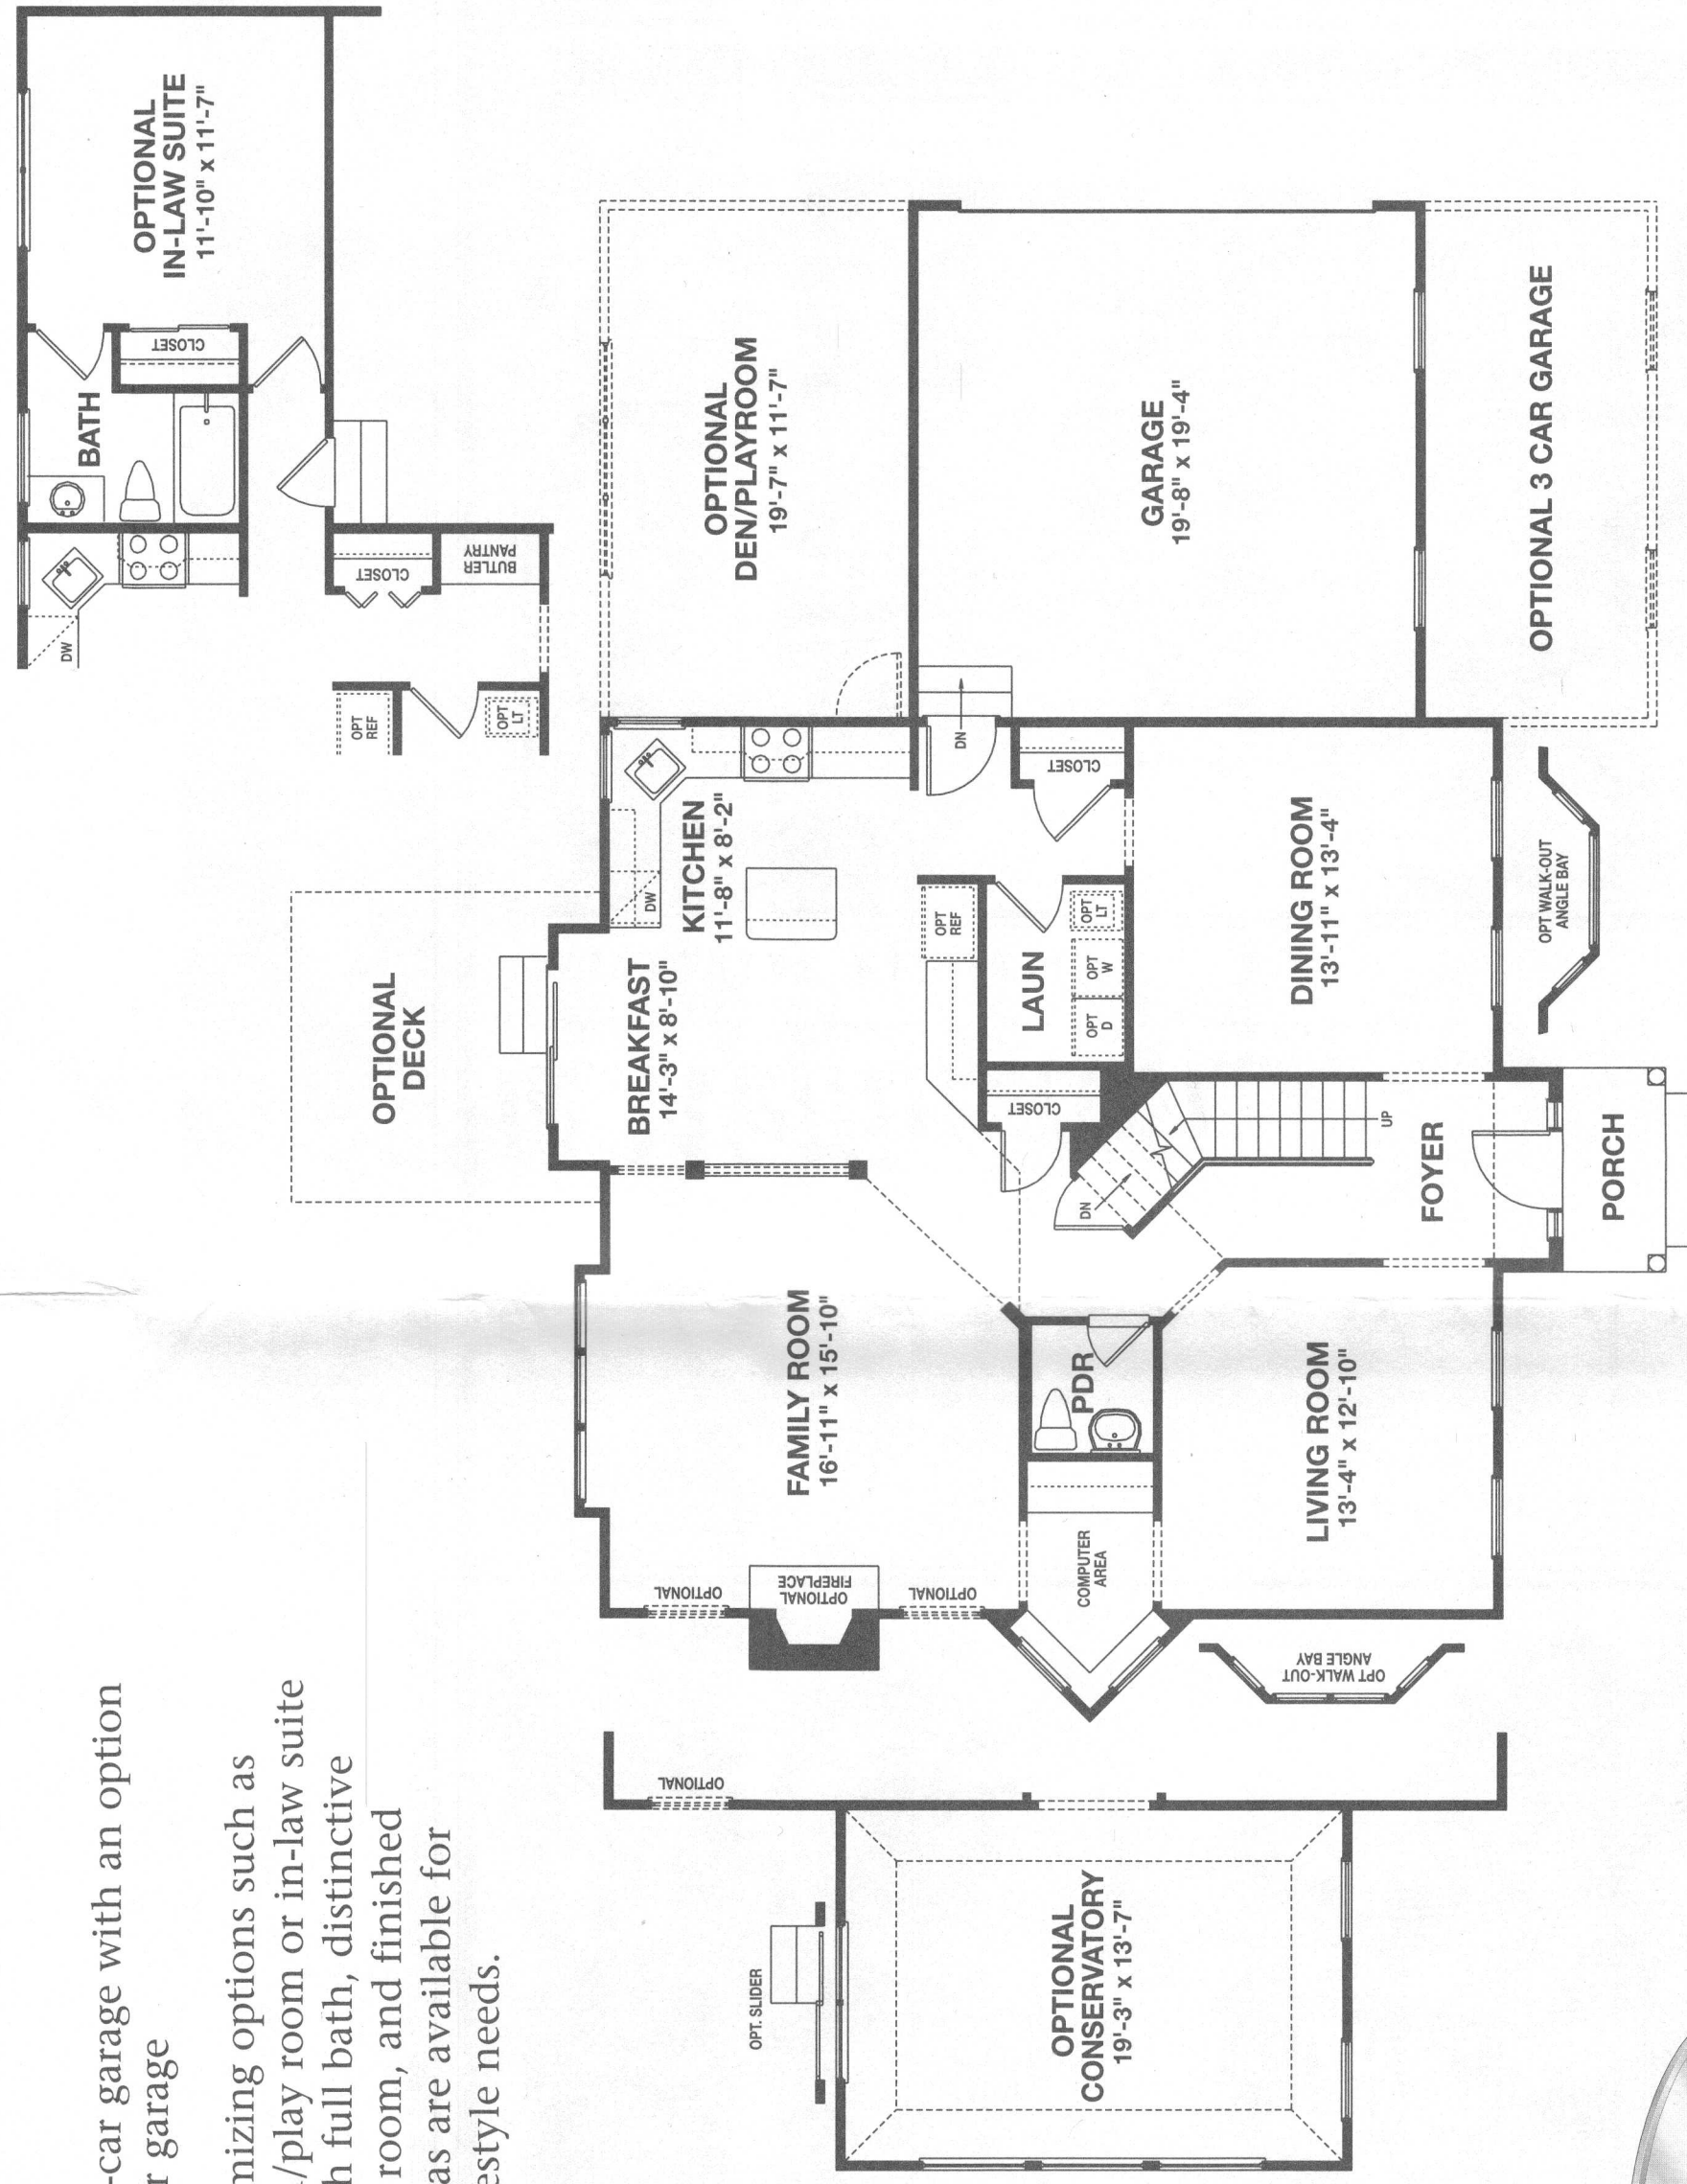 -car garage with an option
r garage
mizing options such as
/play room or in-law suite
h full bath, distinctive
room, and finished
as are available for
estyle needs.
OPTIONAL
IN-LAW SUITE
11'-10" x 11'-7"
BATH
CLOSET
DW
CLOSET
BUTLER
PANTRY
OPT
REF
OPT
LT
OPTIONAL
DECK
OPTIONAL
DEN/PLAYROOM
19'-7" x 11'-7"
BREAKFAST
14'-3" x 8'-10"
KITCHEN
11'-8" x 8'-2"
DW
OPT
REF
DN
CLOSET
GARAGE
19'-8" x 19'-4"
OPTIONAL 3 CAR GARAGE
LAUN
OPT
D
OPT
W
OPT
LT
CLOSET
DINING ROOM
13'-11" x 13'-4"
OPT WALK-OUT
ANGLE BAY
FAMILY ROOM
16'-11" x 15'-10"
OPTIONAL
OPTIONAL
FIREPLACE
OPTIONAL
PDR
COMPUTER
AREA
DN
UP
FOYER
PORCH
LIVING ROOM
13'-4" x 12'-10"
OPT WALK-OUT
ANGLE BAY
OPTIONAL
OPT. SLIDER
OPTIONAL
CONSERVATORY
19'-3" x 13'-7"